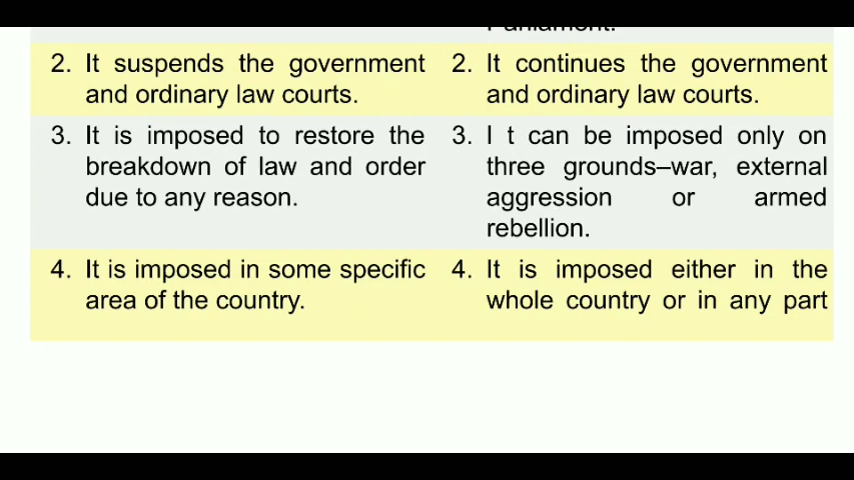 Parliament.
2. It suspends the government
and ordinary law courts.
2. It continues the government
and ordinary law courts.
3. It is imposed to restore the
breakdown of law and order
due to any reason.
3. I t can be imposed only on
three grounds–war, external
aggression or armed
rebellion.
4. It is imposed in some specific
area of the country.
4. It is imposed either in the
whole country or in any part